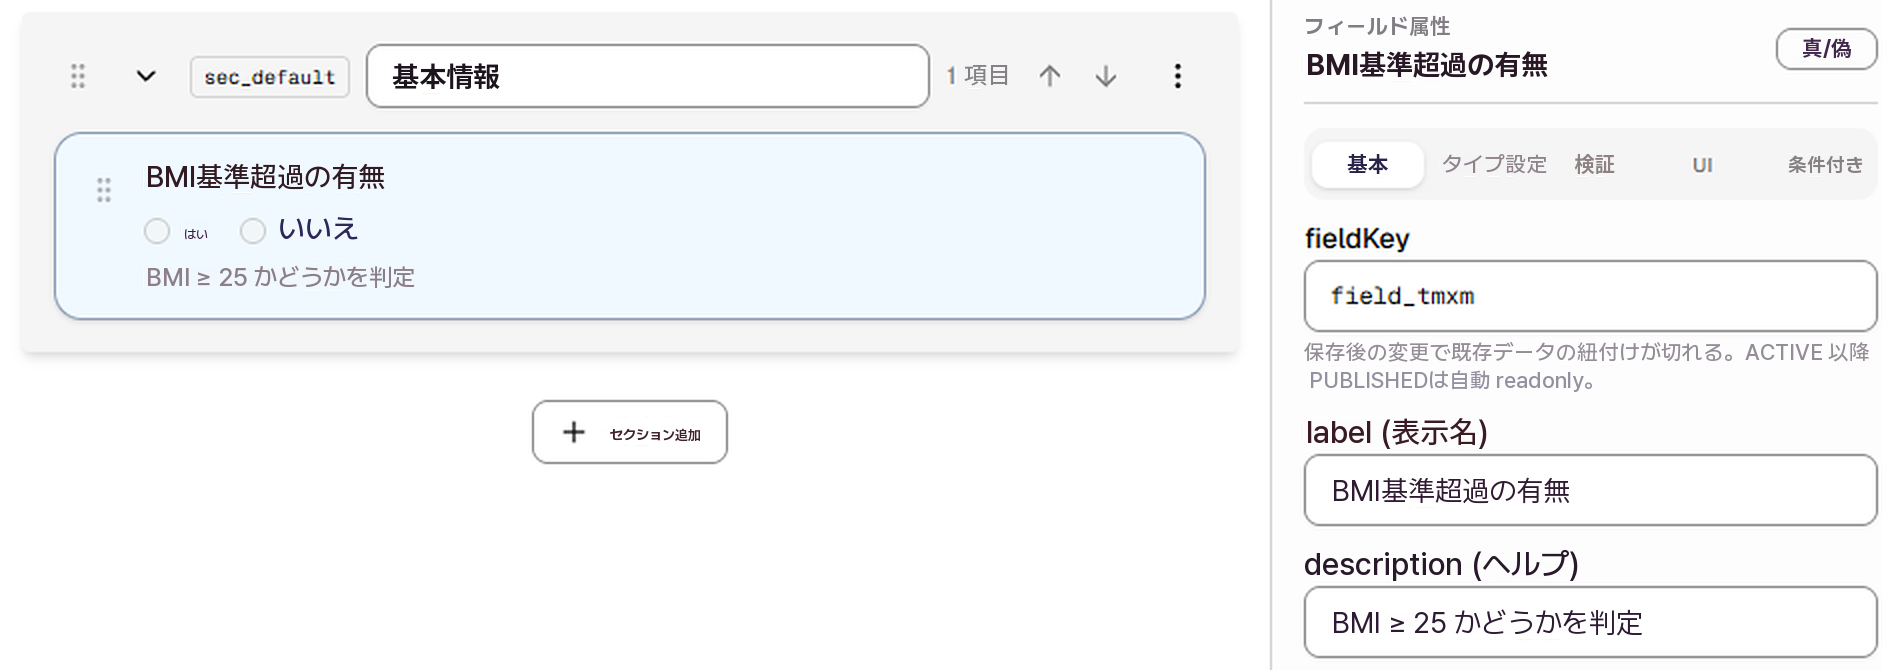 sec_default 基本情報 1 項目
BMI基準超過の有無
はい いいえ
BMI ≥ 25 かどうかを判定
セクション追加
フィールド属性
BMI基準超過の有無
真/偽
基本 タイプ設定 検証 UI 条件付き
fieldKey
field_tmxm
保存後の変更で既存データの紐付けが切れる。ACTIVE 以降
PUBLISHEDは自動 readonly。
label (表示名)
BMI基準超過の有無
description (ヘルプ)
BMI ≥ 25 かどうかを判定